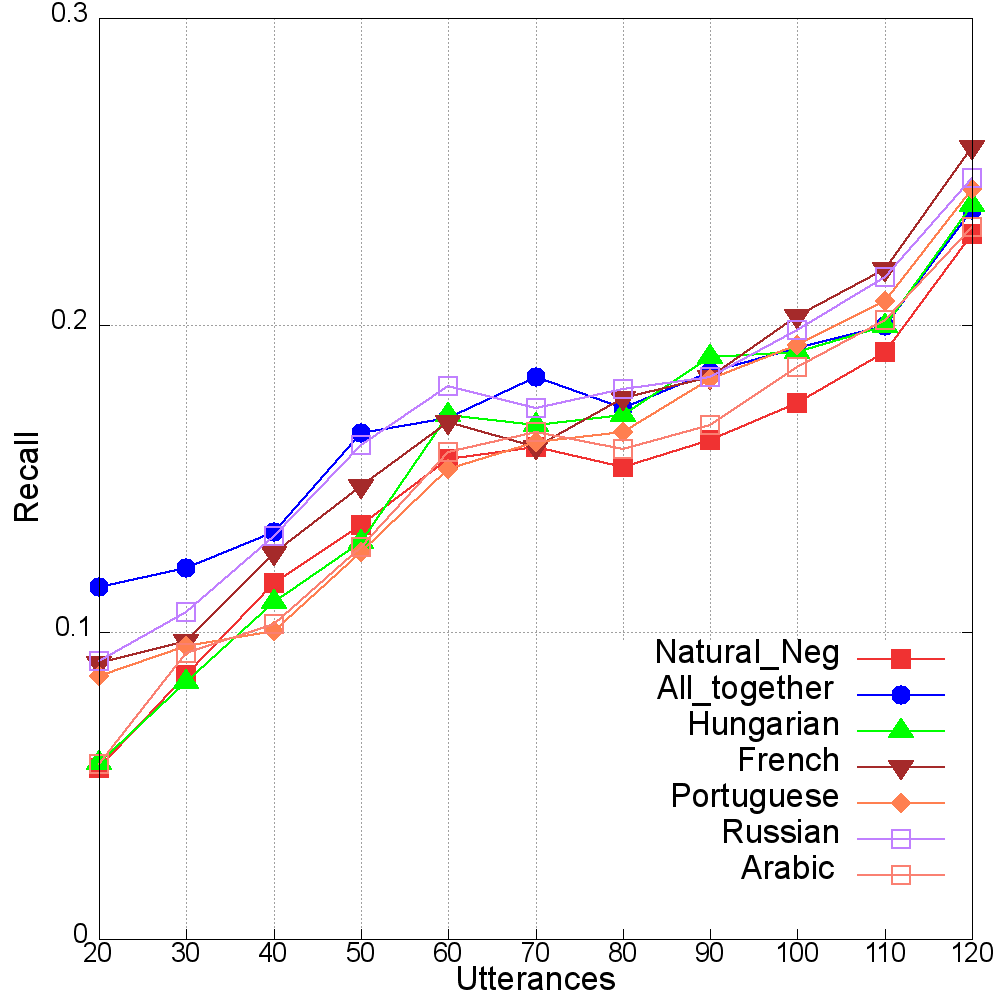 0.3
0.2
0.1
0
Recall
Natural_Neg
All_together
Hungarian
French
Portuguese
Russian
Arabic
20 30 40 50 60 70 80 90 100 110 120
Utterances